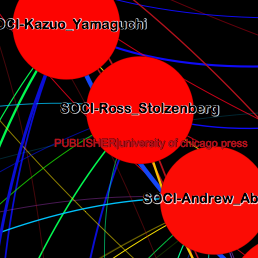 OCI-Kazuo_Yamaguchi
SOCI-Ross_Stolzenberg
PUBLISHER|university of chicago press
SOCI-Andrew_Ab